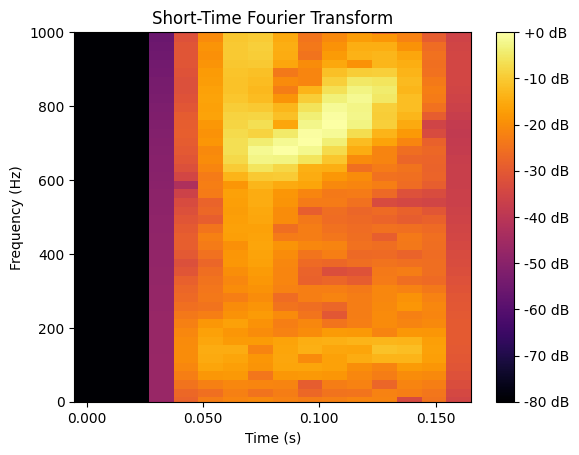 Short-Time Fourier Transform
1000
800
600
400
200
0
Frequency (Hz)
0.000
0.050
0.100
0.150
Time (s)
+0 dB
-10 dB
-20 dB
-30 dB
-40 dB
-50 dB
-60 dB
-70 dB
-80 dB